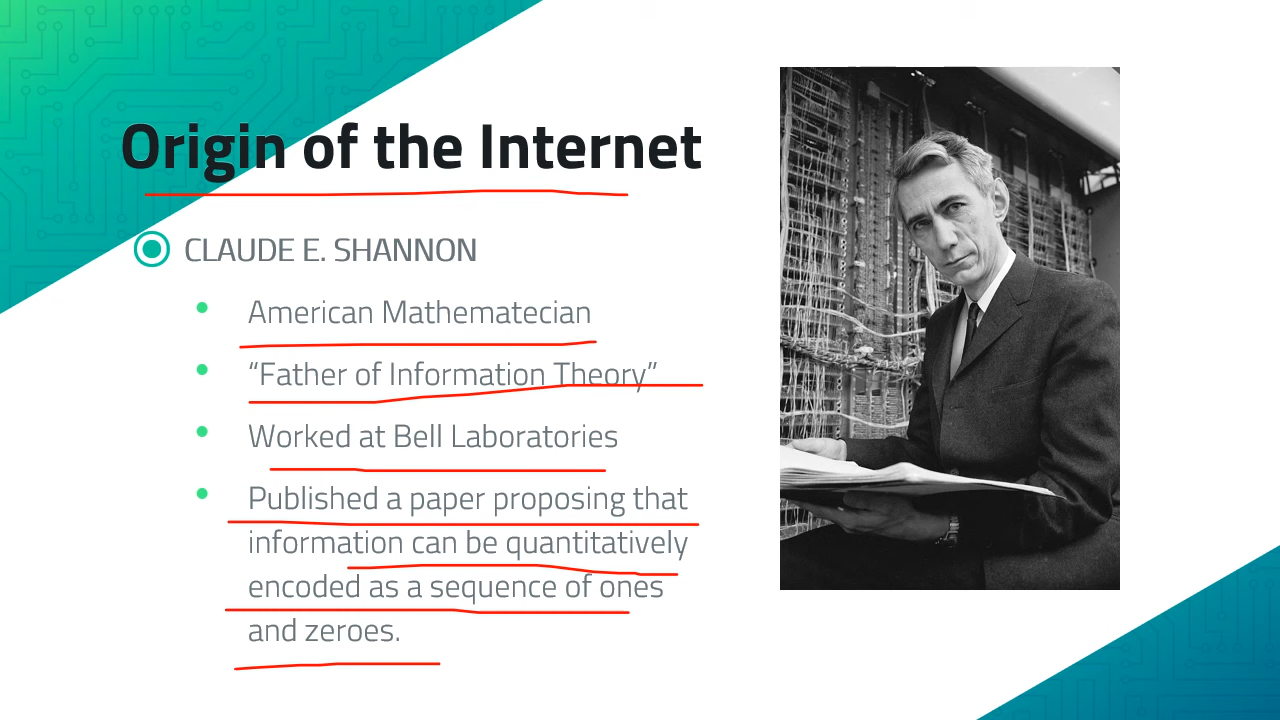 Origin of the Internet
CLAUDE E. SHANNON
American Mathematecian
“Father of Information Theory”
Worked at Bell Laboratories
Published a paper proposing that
information can be quantitatively
encoded as a sequence of ones
and zeroes.